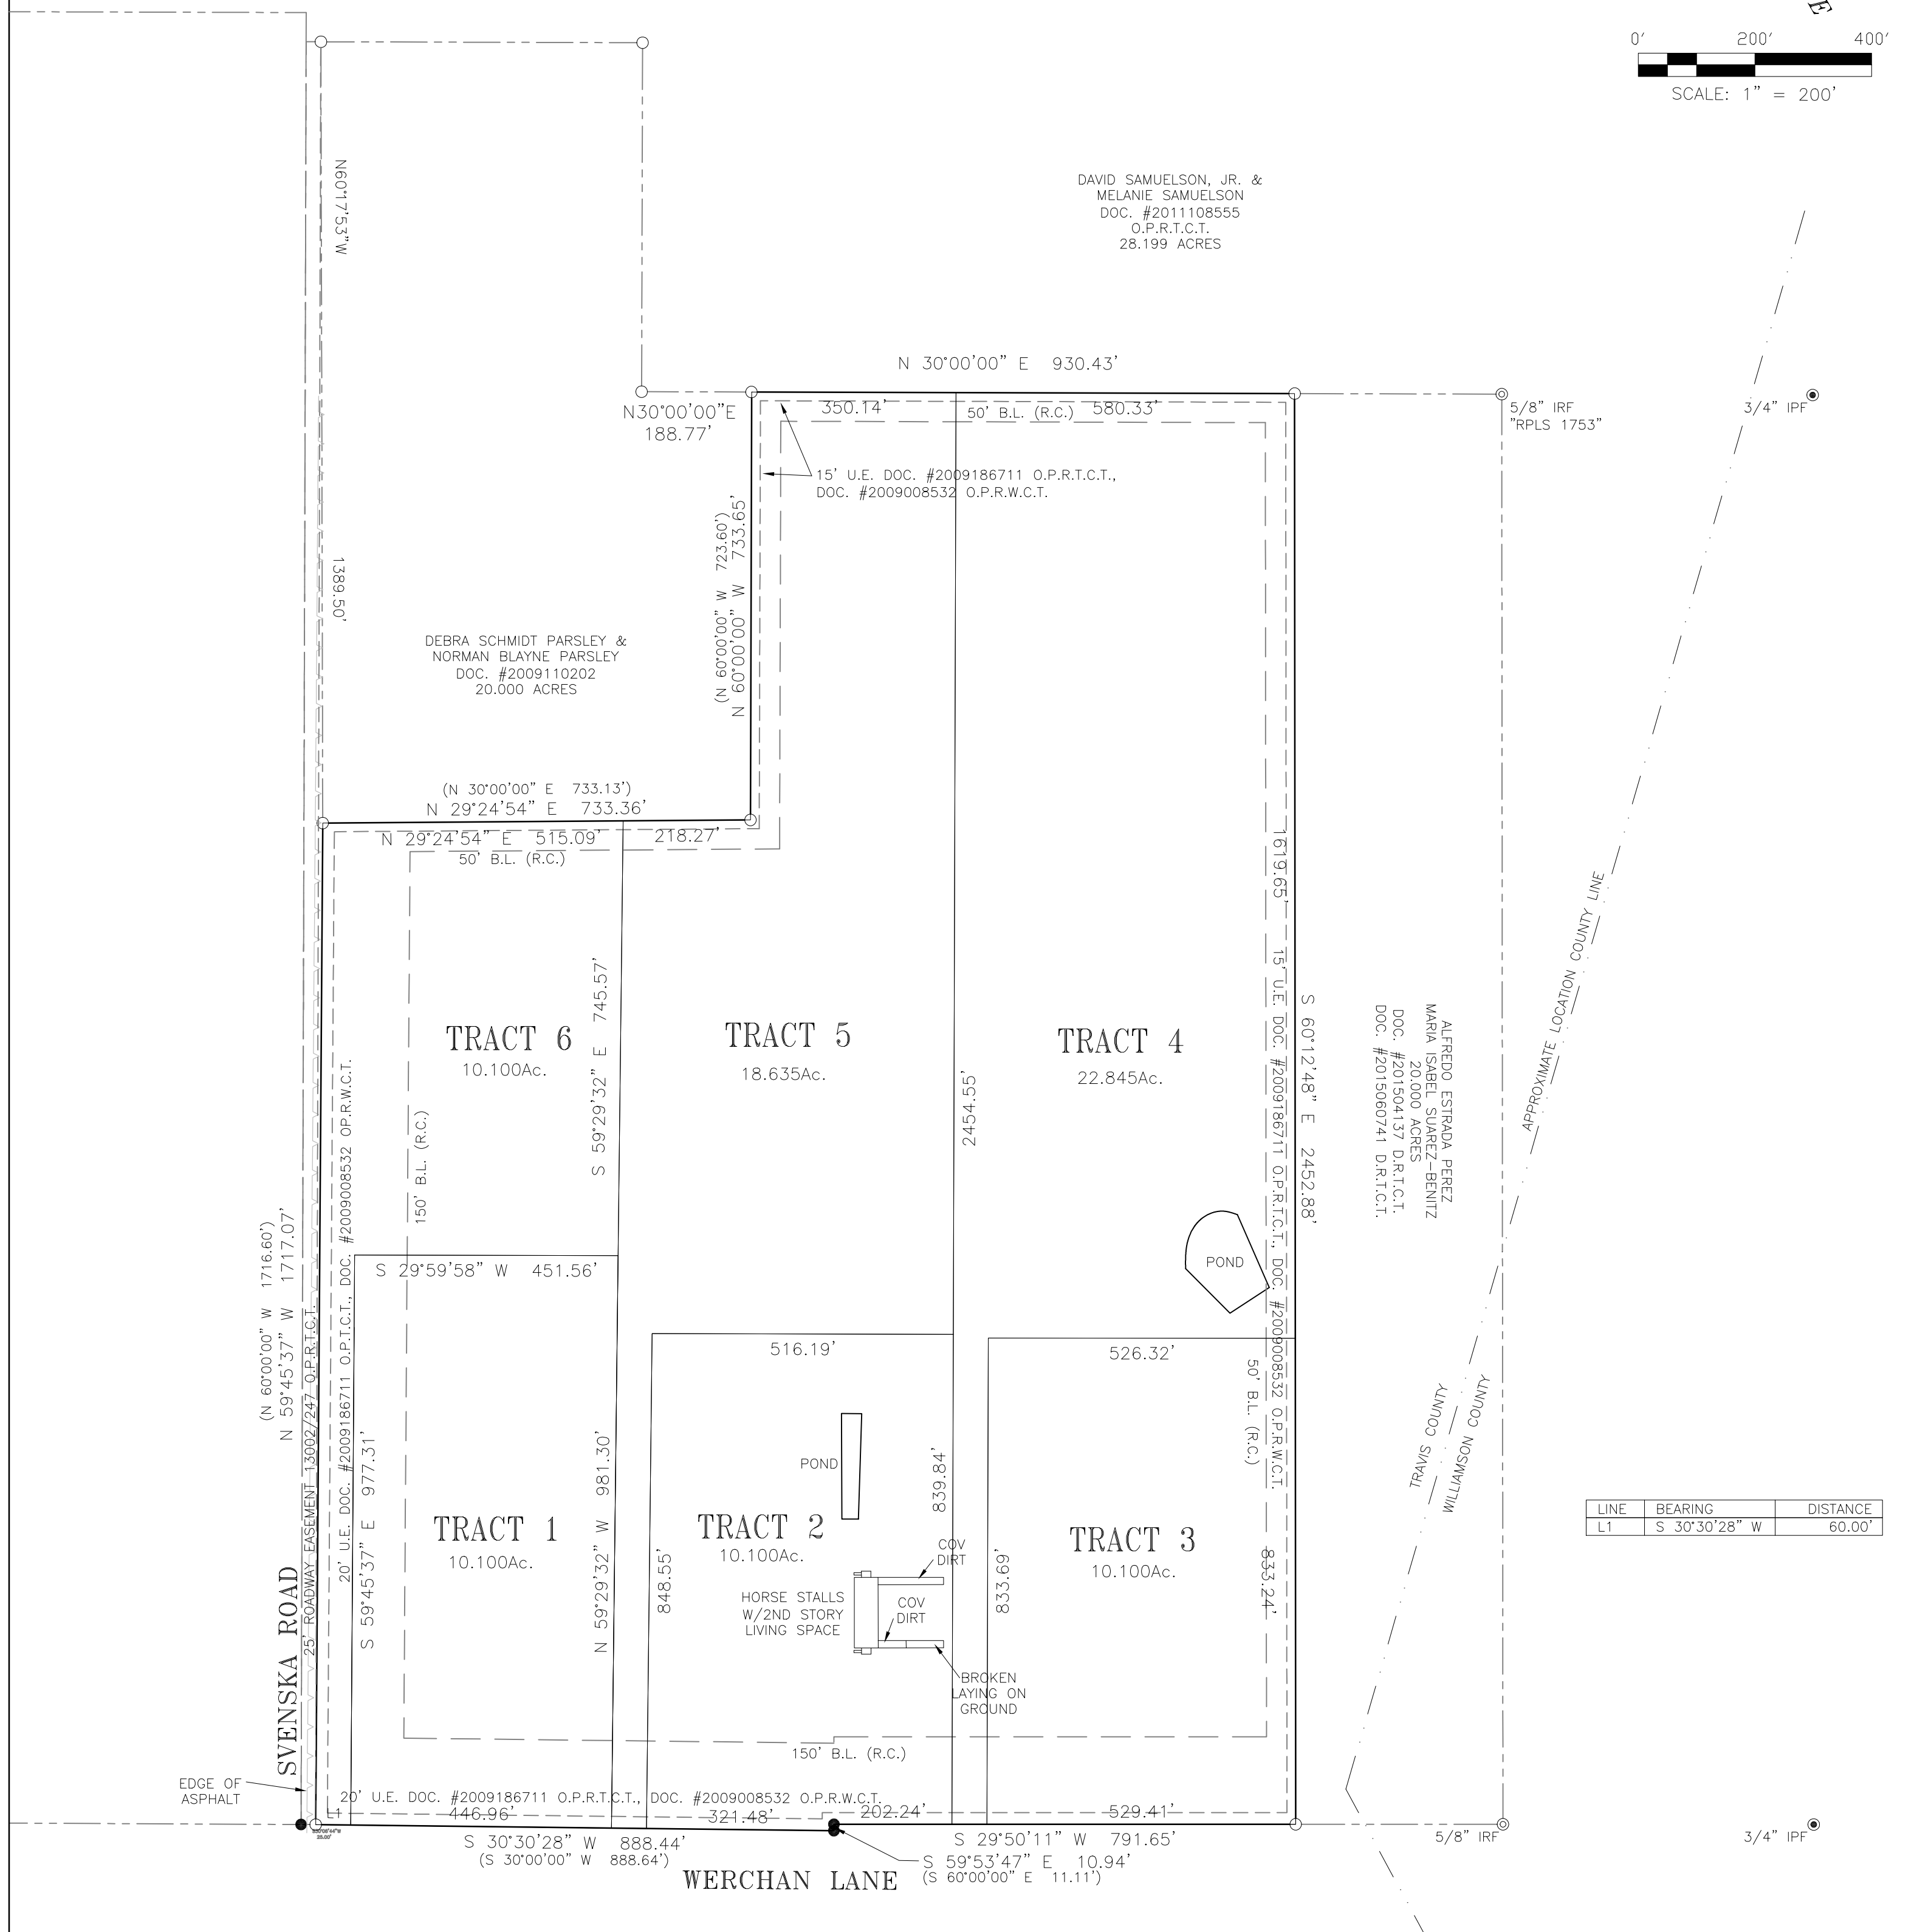 E
0' 200' 400'
SCALE: 1" = 200'
N60°17'53"W
1389.50'
DAVID SAMUELSON, JR. &
MELANIE SAMUELSON
DOC. #2011108555
O.P.R.T.C.T.
28.199 ACRES
N 30°00'00" E 930.43'
N30°00'00"E
188.77'
350.14'
50' B.L. (R.C.)
580.33'
5/8" IRF
"RPLS 1753"
3/4" IPF
15' U.E. DOC. #2009186711 O.P.R.T.C.T.,
DOC. #2009008532 O.P.R.W.C.T.
(N 60°00'00" W 723.60')
N 60°00'00" W 733.65'
DEBRA SCHMIDT PARSLEY &
NORMAN BLAYNE PARSLEY
DOC. #2009110202
20.000 ACRES
(N 30°00'00" E 733.13')
N 29°24'54" E 733.36'
N 29°24'54" E 515.09'
218.27'
50' B.L. (R.C.)
1619.65'
15' U.E. DOC. #2009186711 O.P.R.T.C.T., DOC. #2009008532 O.P.R.W.C.T.
S 60°12'48" E 2452.88'
ALFREDO ESTRADA PEREZ
MARIA ISABEL SUAREZ-BENITZ
20.000 ACRES
DOC. #201504137 D.R.T.C.T.
DOC. #2015060741 D.R.T.C.T.
APPROXIMATE LOCATION COUNTY LINE
TRACT 6
10.100Ac.
S 59°29'32" E 745.57'
TRACT 5
18.635Ac.
2454.55'
TRACT 4
22.845Ac.
150' B.L. (R.C.)
20' U.E. DOC. #2009186711 O.P.R.T.C.T., DOC. #2009008532 O.P.R.W.C.T.
(N 60°00'00" W 1716.60')
N 59°45'37" W 1717.07'
25' ROADWAY EASEMENT 13002/247 O.P.R.T.C.T.
S 29°59'58" W 451.56'
POND
516.19'
526.32'
50' B.L. (R.C.)
TRAVIS COUNTY
WILLIAMSON COUNTY
S 59°45'37" E 977.31'
TRACT 1
10.100Ac.
N 59°29'32" W 981.30'
848.55'
POND
TRACT 2
10.100Ac.
839.84'
833.69'
TRACT 3
10.100Ac.
833.24'
LINE BEARING DISTANCE
L1 S 30°30'28" W 60.00'
COV
DIRT
HORSE STALLS
W/2ND STORY
LIVING SPACE
COV
DIRT
BROKEN
LAYING ON
GROUND
SVENSKA ROAD
150' B.L. (R.C.)
EDGE OF
ASPHALT
20' U.E. DOC. #2009186711 O.P.R.T.C.T., DOC. #2009008532 O.P.R.W.C.T.
446.96'
321.48'
202.24'
529.41'
S 30°30'28" W 888.44'
(S 30°00'00" W 888.64')
S 29°50'11" W 791.65'
S 59°53'47" E 10.94'
(S 60°00'00" E 11.11')
5/8" IRF
3/4" IPF
WERCHAN LANE